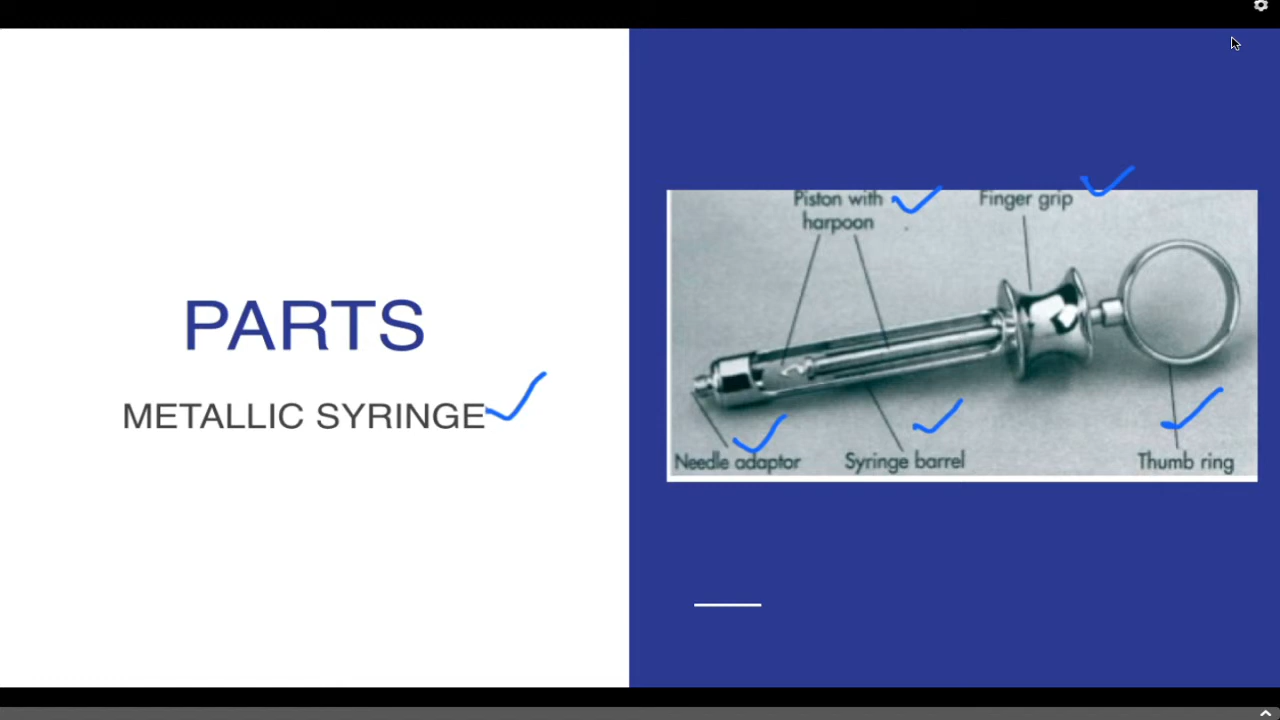 PARTS
METALLIC SYRINGE
Piston with
harpoon
Finger grip
Needle adaptor
Syringe barrel
Thumb ring